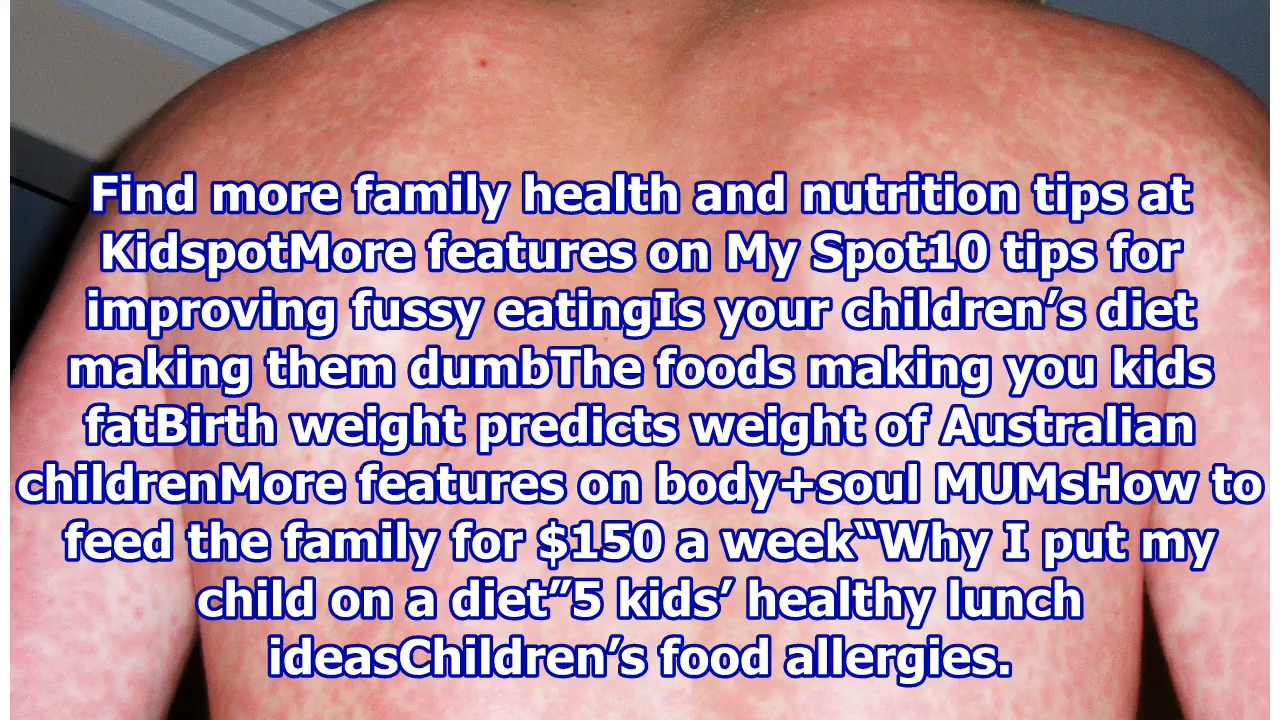 Find more family health and nutrition tips at
KidspotMore features on My Spot10 tips for
improving fussy eatingIs your children’s diet
making them dumbThe foods making you kids
fatBirth weight predicts weight of Australian
childrenMore features on body+soul MUMsHow to
feed the family for $150 a week“Why I put my
child on a diet”5 kids’ healthy lunch
ideasChildren’s food allergies.